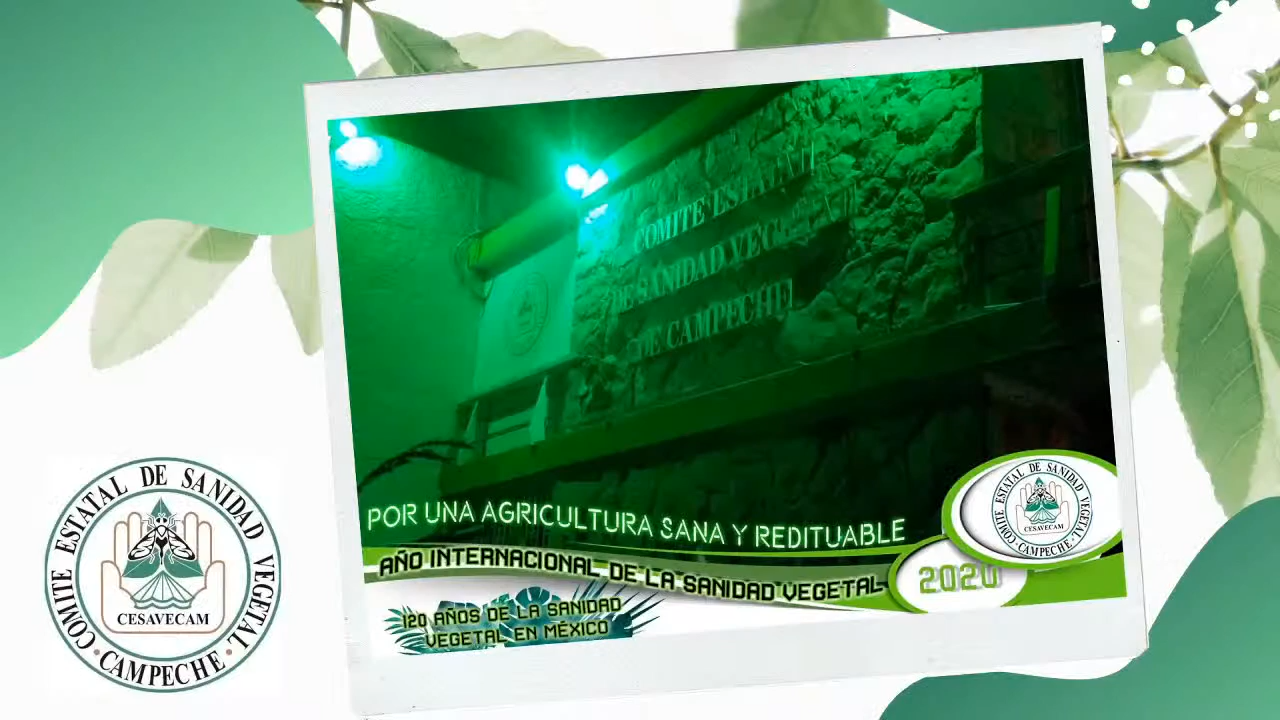 COMITE ESTATAL
DE SANIDAD VEGETAL
DE CAMPECHE
POR UNA AGRICULTURA SANA Y REDITUABLE
AÑO INTERNACIONAL DE LA SANIDAD VEGETAL
2020
120 AÑOS DE LA SANIDAD
VEGETAL EN MÉXICO
COMITE ESTATAL DE SANIDAD VEGETAL
CESAVECAM
• CAMPECHE •
COMITE ESTATAL DE SANIDAD VEGETAL
CESAVECAM
• CAMPECHE •